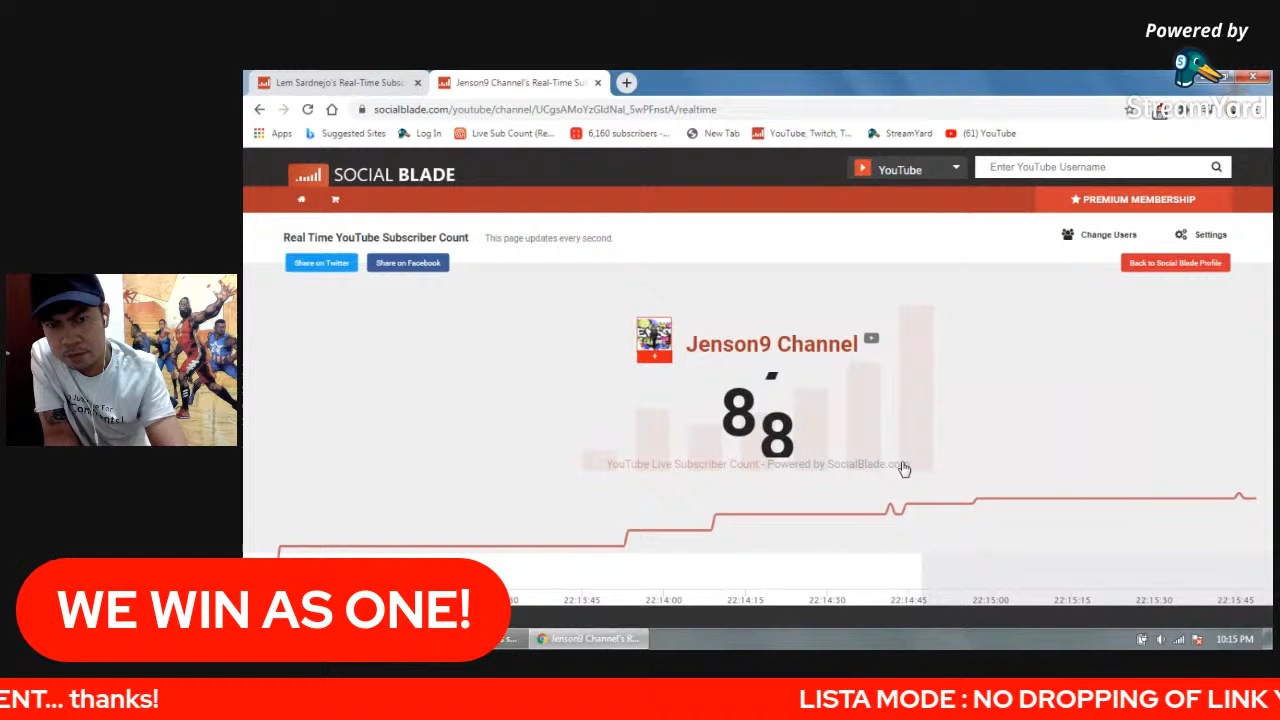 Powered by
StreamYard
Lem Sardnejo's Real-Time Subsc
Jenson9 Channel's Real-Time Sul
socialblade.com/youtube/channel/UCgsAMoYzGIdNal_5wPFnstA/realtime
Apps Suggested Sites Log In Live Sub Count (Re... 6,160 subscribers -... New Tab YouTube, Twitch, T... StreamYard (61) YouTube
SOCIAL BLADE
YouTube
Enter YouTube Username
PREMIUM MEMBERSHIP
Real Time YouTube Subscriber Count This page updates every second.
Change Users Settings
Share on Twitter Share on Facebook
Back to Social Blade Profile
Jenson9 Channel
88
YouTube Live Subscriber Count - Powered by SocialBlade.com
22:13:45 22:14:00 22:14:15 22:14:30 22:14:45 22:15:00 22:15:15 22:15:30 22:15:45
Jenson9 Channel's R...
10:15 PM
WE WIN AS ONE!
ENT... thanks!
LISTA MODE : NO DROPPING OF LINK